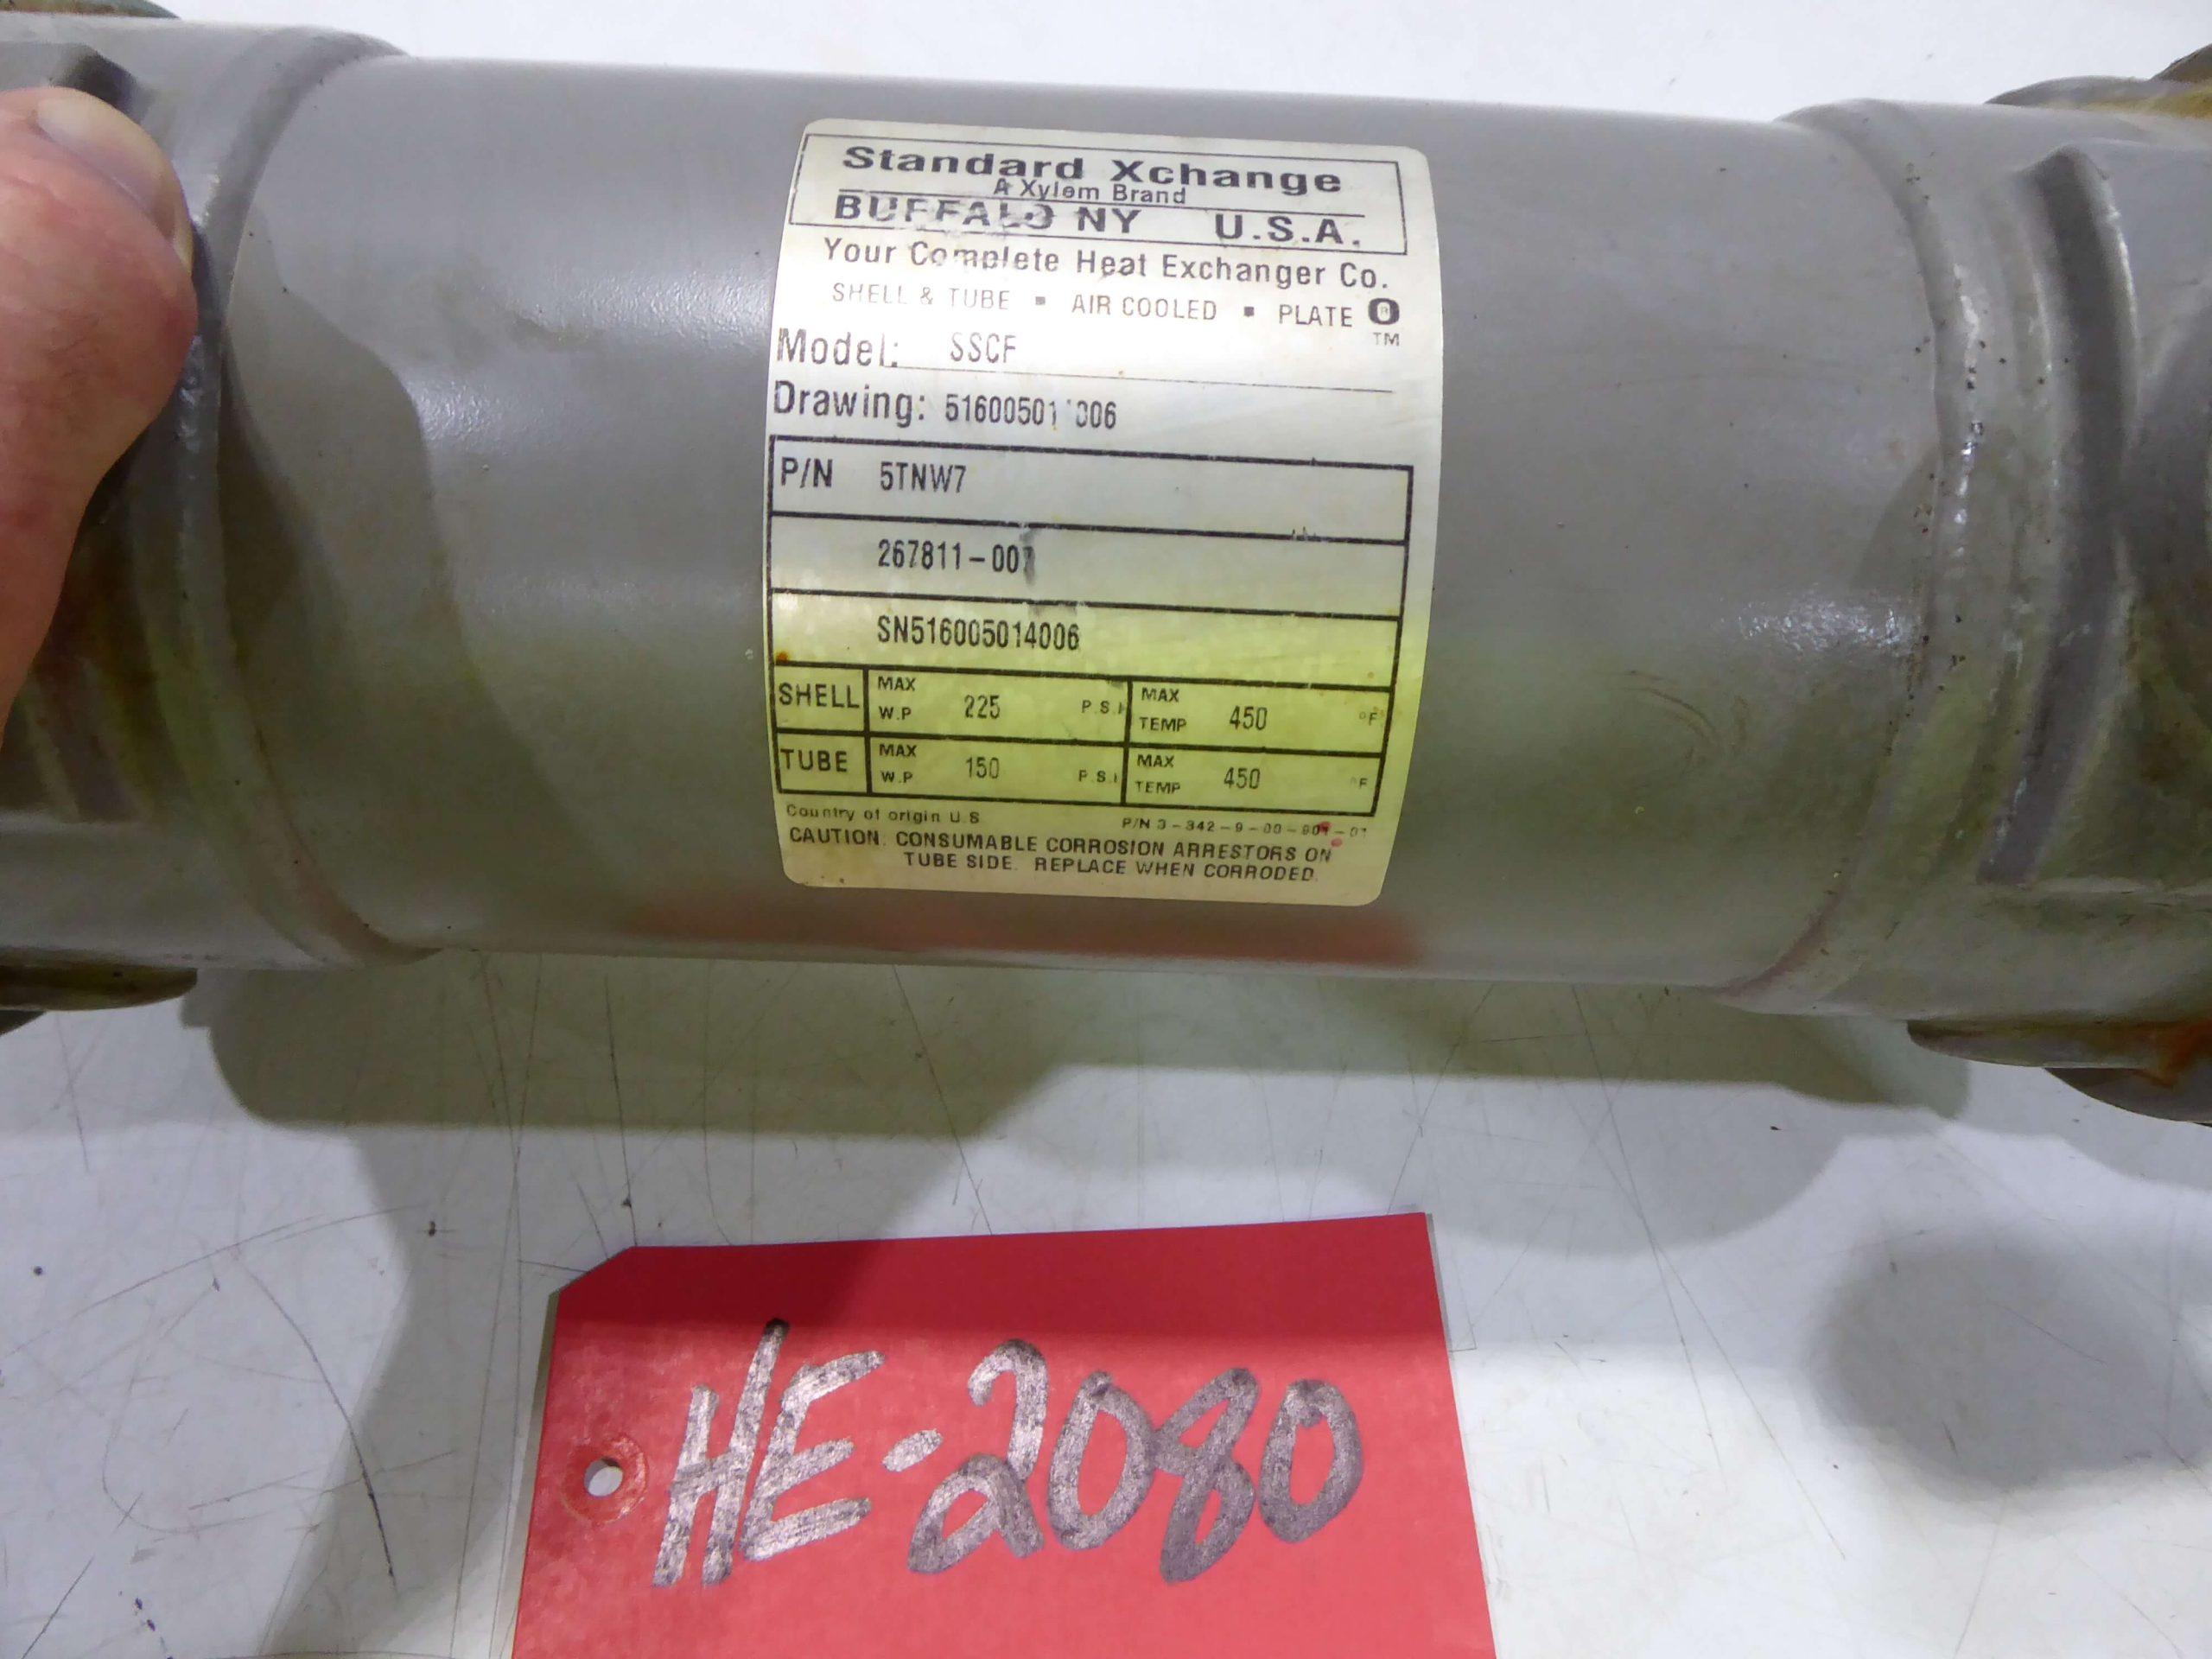 Standard Xchange
A Xylem Brand
BUFFALO NY U.S.A.
Your Complete Heat Exchanger Co.
SHELL & TUBE ▪ AIR COOLED ▪ PLATE
TM
Model: SSCF
Drawing:
P/N 5TNW7
SN516005014006
SHELL MAX W.P 225 P.S.I MAX TEMP 450 °F
TUBE MAX W.P 150 P.S.I MAX TEMP 450 °F
Country of origin U.S
P/N
CAUTION. CONSUMABLE CORROSION ARRESTORS ON
TUBE SIDE. REPLACE WHEN CORRODED.
HE-2080